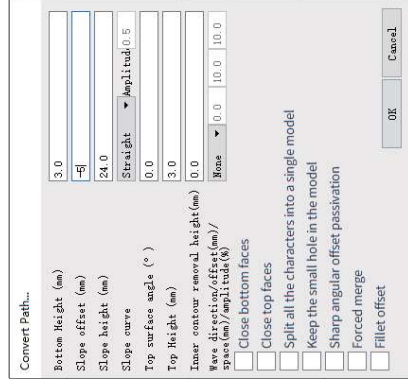 Convert Path...
Bottom Height (mm) 3.0
Slope offset (mm) -5
Slope height (mm) 24.0
Slope curve Straight Amplitud 0.5
Top surface angle (°) 0.0
Top Height (mm) 3.0
Inner contour removal height(mm) 0.0
Wave direction/offset(mm)/
space(mm)/amplitude(%) None 0.0 10.0 10.0
Close bottom faces
Close top faces
Split all the characters into a single model
Keep the small hole in the model
Sharp angular offset passivation
Forced merge
Fillet offset
OK Cancel